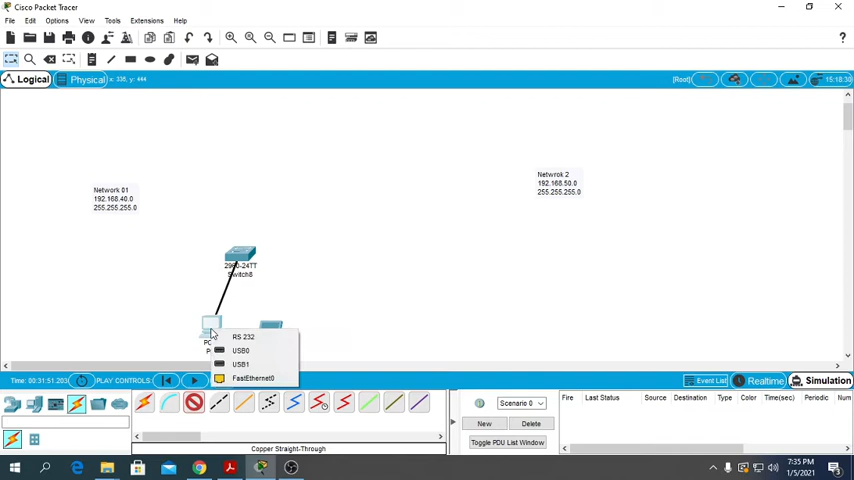 Cisco Packet Tracer
File Edit Options View Tools Extensions Help
Logical Physical x: 336, y: 444 [Root] 15:18:30
Network 01
192.168.40.0
255.255.255.0
Netwrok 2
192.168.50.0
255.255.255.0
2960-24TT
Switch8
PC
P
RS 232
USB0
USB1
FastEthernet0
Time: 00:31:51.203 PLAY CONTROLS: Event List Realtime Simulation
Scenario 0
New Delete
Toggle PDU List Window
Fire Last Status Source Destination Type Color Time(sec) Periodic Num
Copper Straight-Through
7:35 PM
1/5/2021
3